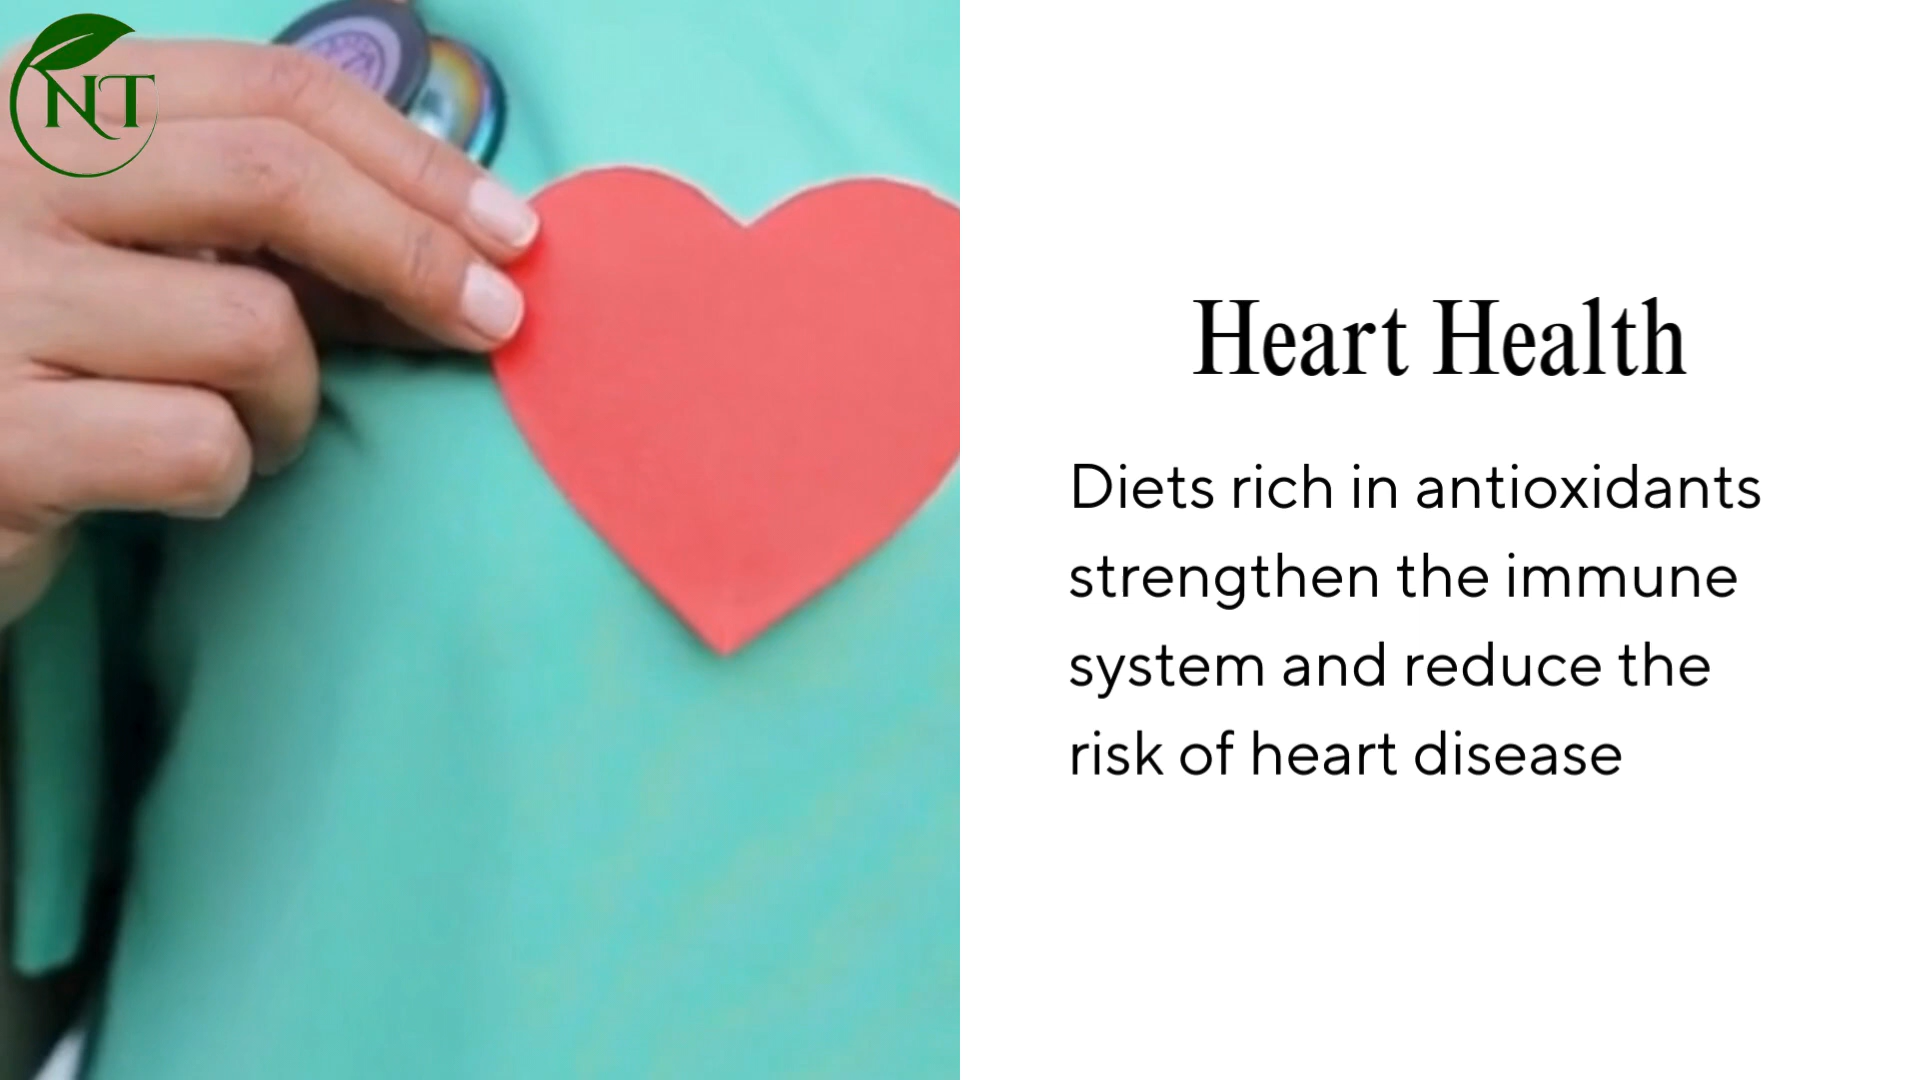 NT
Heart Health
Diets rich in antioxidants
strengthen the immune
system and reduce the
risk of heart disease